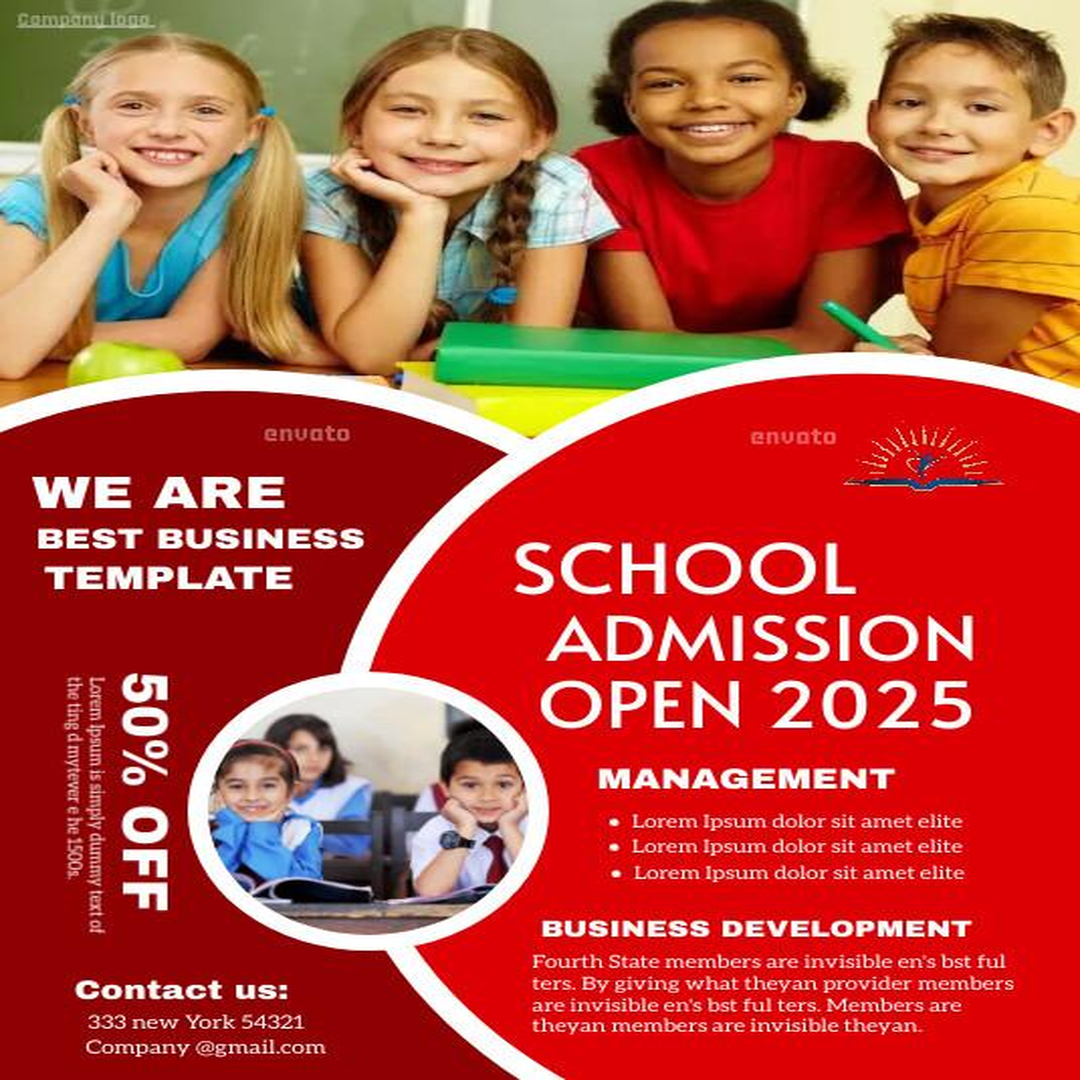 Company logo
envato
envato
WE ARE
BEST BUSINESS
TEMPLATE
50% OFF
Lorem Ipsum is simply dummy text of
the ting d mytever e he 1500s.
Contact us:
333 new York 54321
Company @gmail.com
SCHOOL
ADMISSION
OPEN 2025
MANAGEMENT
• Lorem Ipsum dolor sit amet elite
• Lorem Ipsum dolor sit amet elite
• Lorem Ipsum dolor sit amet elite
BUSINESS DEVELOPMENT
Fourth State members are invisible en's bst ful
ters. By giving what theyan provider members
are invisible en's bst ful ters. Members are
theyan members are invisible theyan.